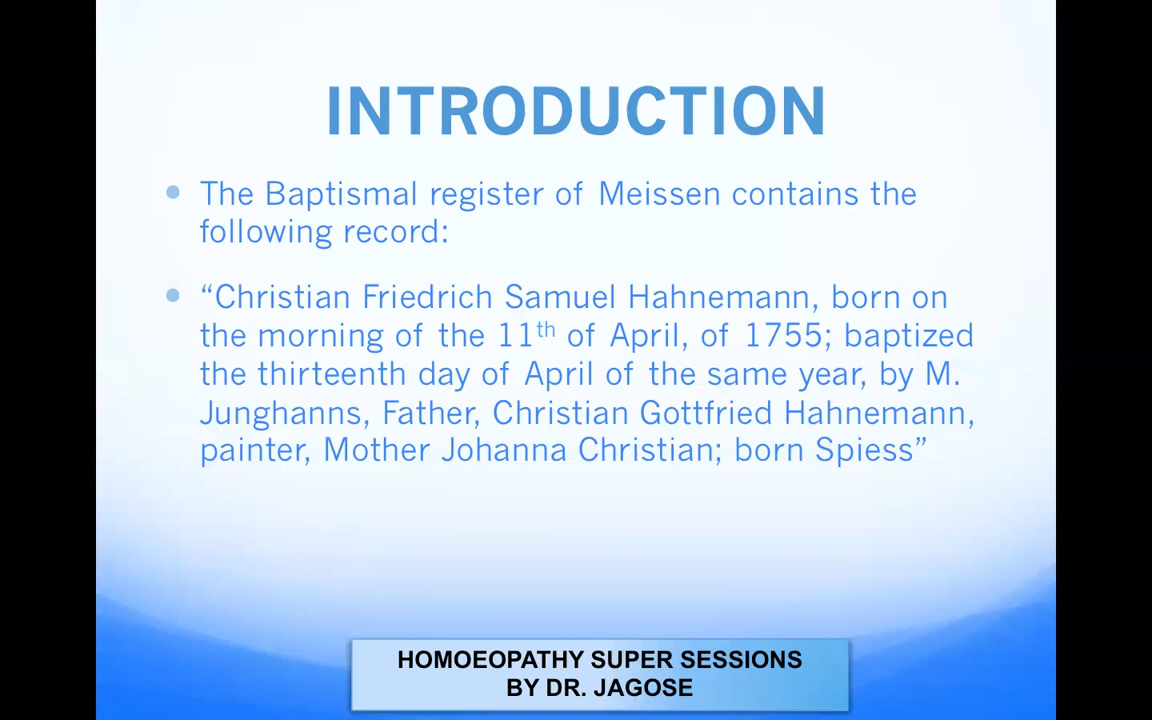 INTRODUCTION
The Baptismal register of Meissen contains the
following record:
“Christian Friedrich Samuel Hahnemann, born on
the morning of the 11th of April, of 1755; baptized
the thirteenth day of April of the same year, by M.
Junghanns, Father, Christian Gottfried Hahnemann,
painter, Mother Johanna Christian; born Spiess”
HOMOEOPATHY SUPER SESSIONS
BY DR. JAGOSE